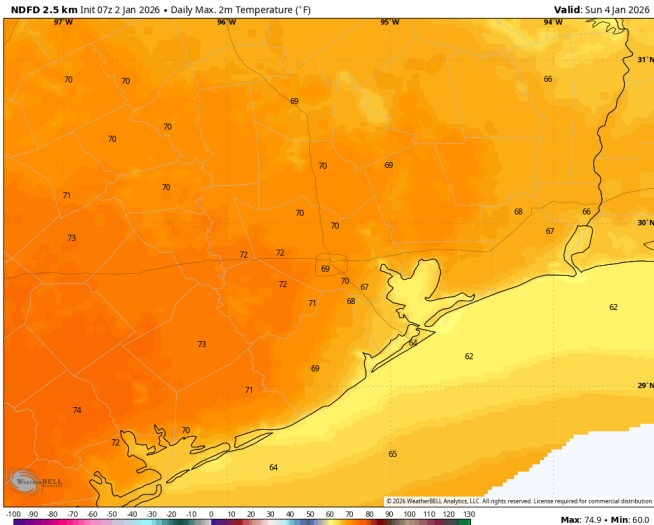 NDFD 2.5 km Init 07z 2 Jan 2026 • Daily Max. 2m Temperature (˚F)
Valid: Sun 4 Jan 2026
97°W 96°W 95°W 94°W
31°N
70 70 66
69
70
70
70 69
70
71
70 68 66
70 67
73
72 72
69
72 70 67
71 68
62
73 64
62
69
29°N
71
74
70
72
65
64
30°N
WEATHERBELL
© 2026 WeatherBELL Analytics, LLC. All rights reserved. License required for commercial distribution.
-100 -90 -80 -70 -60 -50 -40 -30 -20 -10 0 10 20 30 40 50 60 70 80 90 100 110 120 130
Max: 74.9 • Min: 60.0